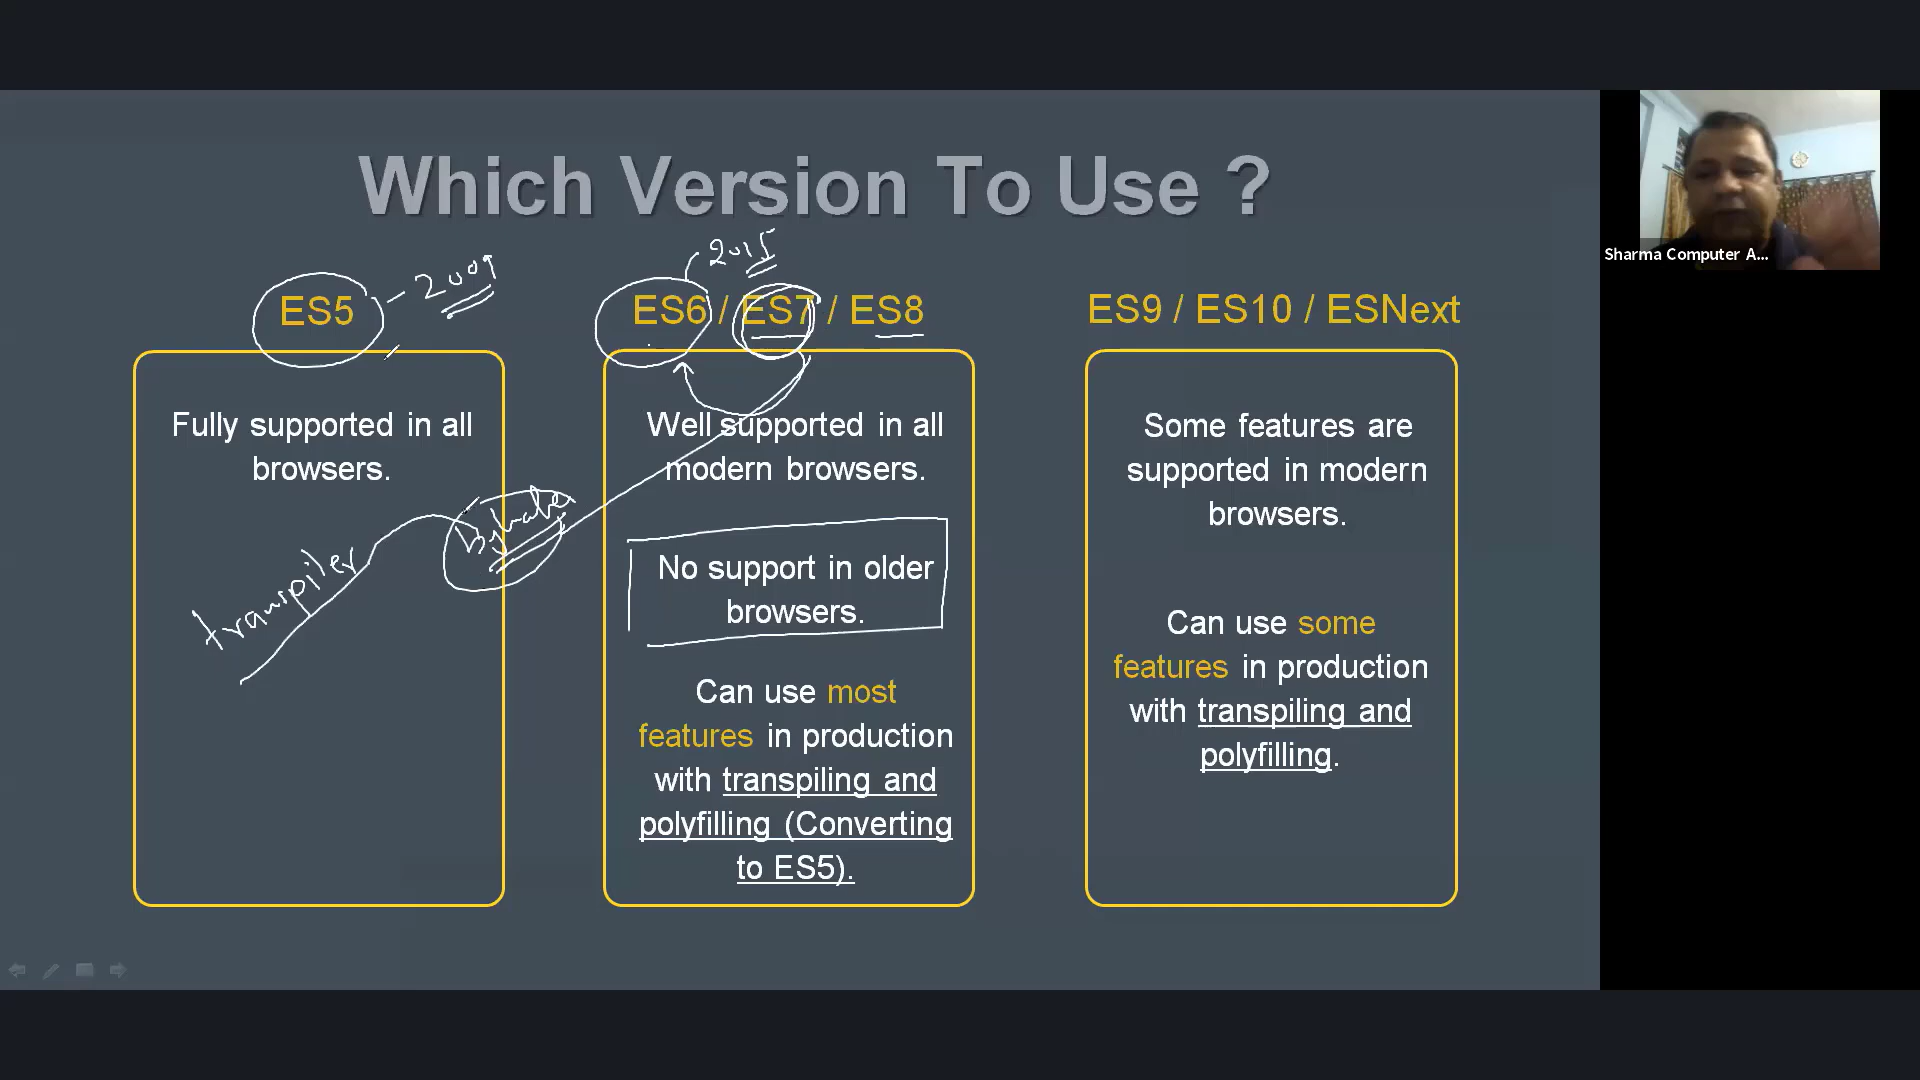 Which Version To Use ?
2015
2009
ES5
ES6 / ES7 / ES8
ES9 / ES10 / ESNext
Fully supported in all
browsers.
transpiler
Well supported in all
modern browsers.
No support in older
browsers.
Can use most
features in production
with transpiling and
polyfilling (Converting
to ES5).
Some features are
supported in modern
browsers.
Can use some
features in production
with transpiling and
polyfilling.
Sharma Computer A...